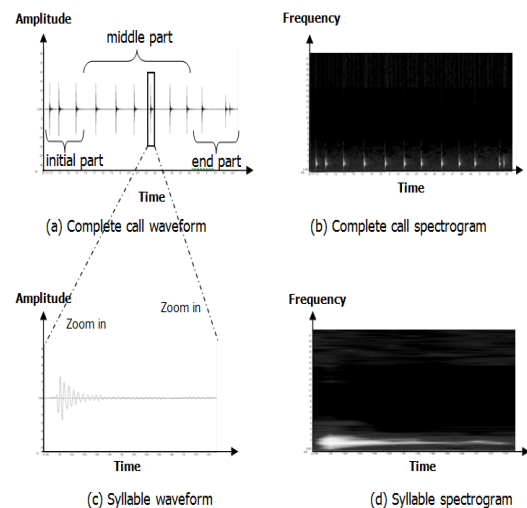 Amplitude
middle part
initial part
end part
Time
(a) Complete call waveform
Frequency
Time
(b) Complete call spectrogram
Amplitude
Zoom in
Zoom in
Time
(c) Syllable waveform
Frequency
Time
(d) Syllable spectrogram